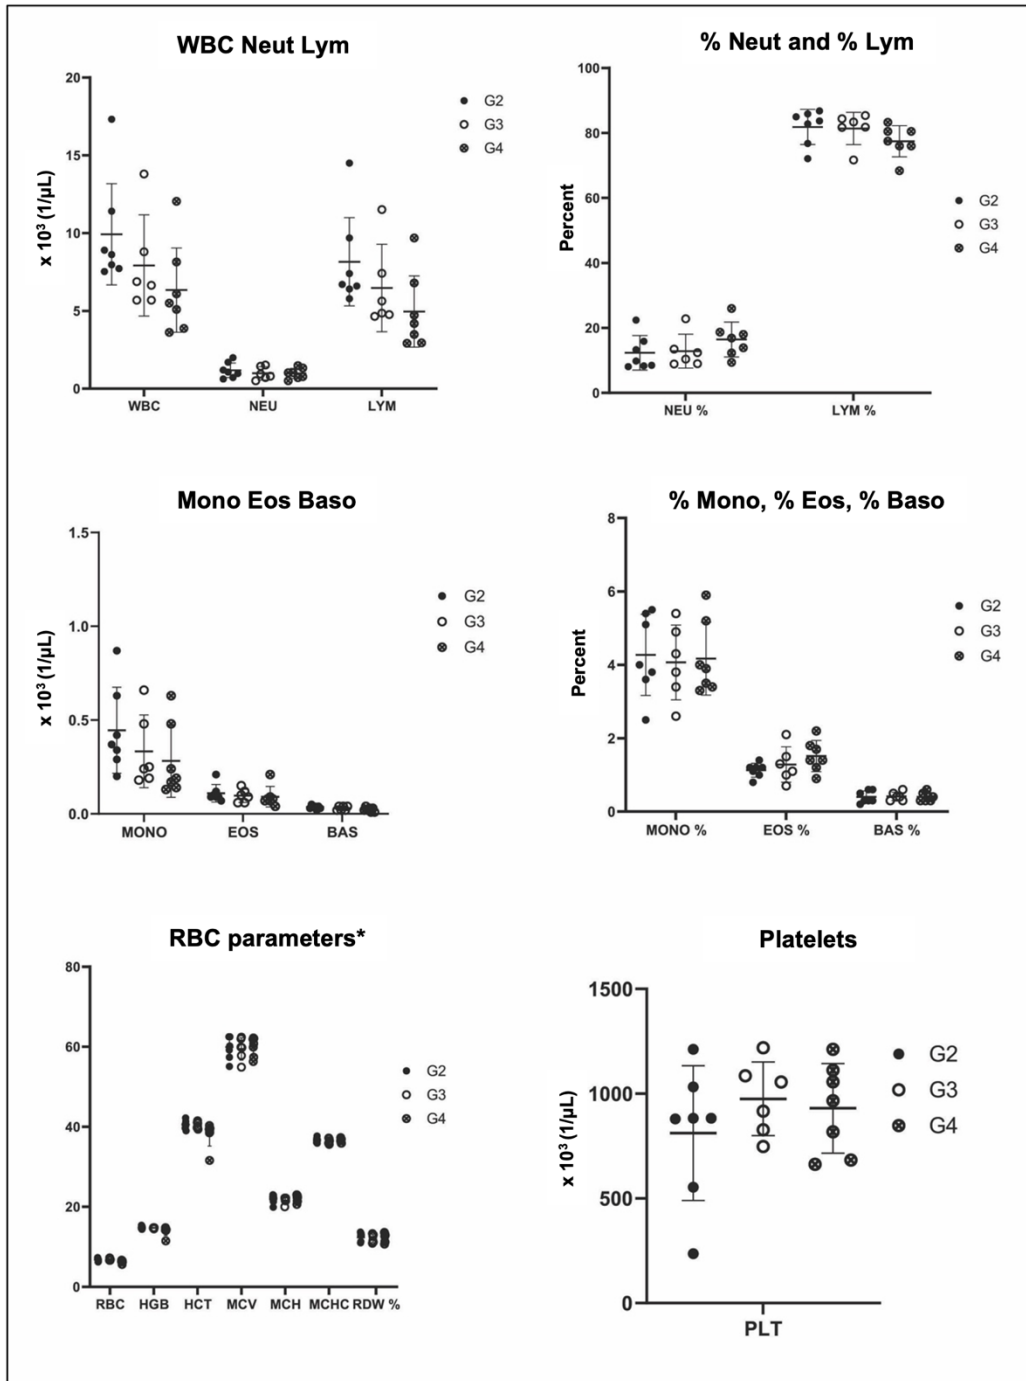 WBC Neut Lym
20
15
10
5
0
x 10³ (1/µL)
WBC NEU LYM
G2
G3
G4
% Neut and % Lym
100
80
60
40
20
0
Percent
NEU % LYM %
G2
G3
G4
Mono Eos Baso
1.5
1.0
0.5
0.0
x 10³ (1/µL)
MONO EOS BAS
G2
G3
G4
% Mono, % Eos, % Baso
8
6
4
2
0
Percent
MONO % EOS % BAS %
G2
G3
G4
RBC parameters*
80
60
40
20
0
RBC HGB HCT MCV MCH MCHC RDW %
G2
G3
G4
Platelets
1500
1000
500
0
x 10³ (1/µL)
PLT
G2
G3
G4